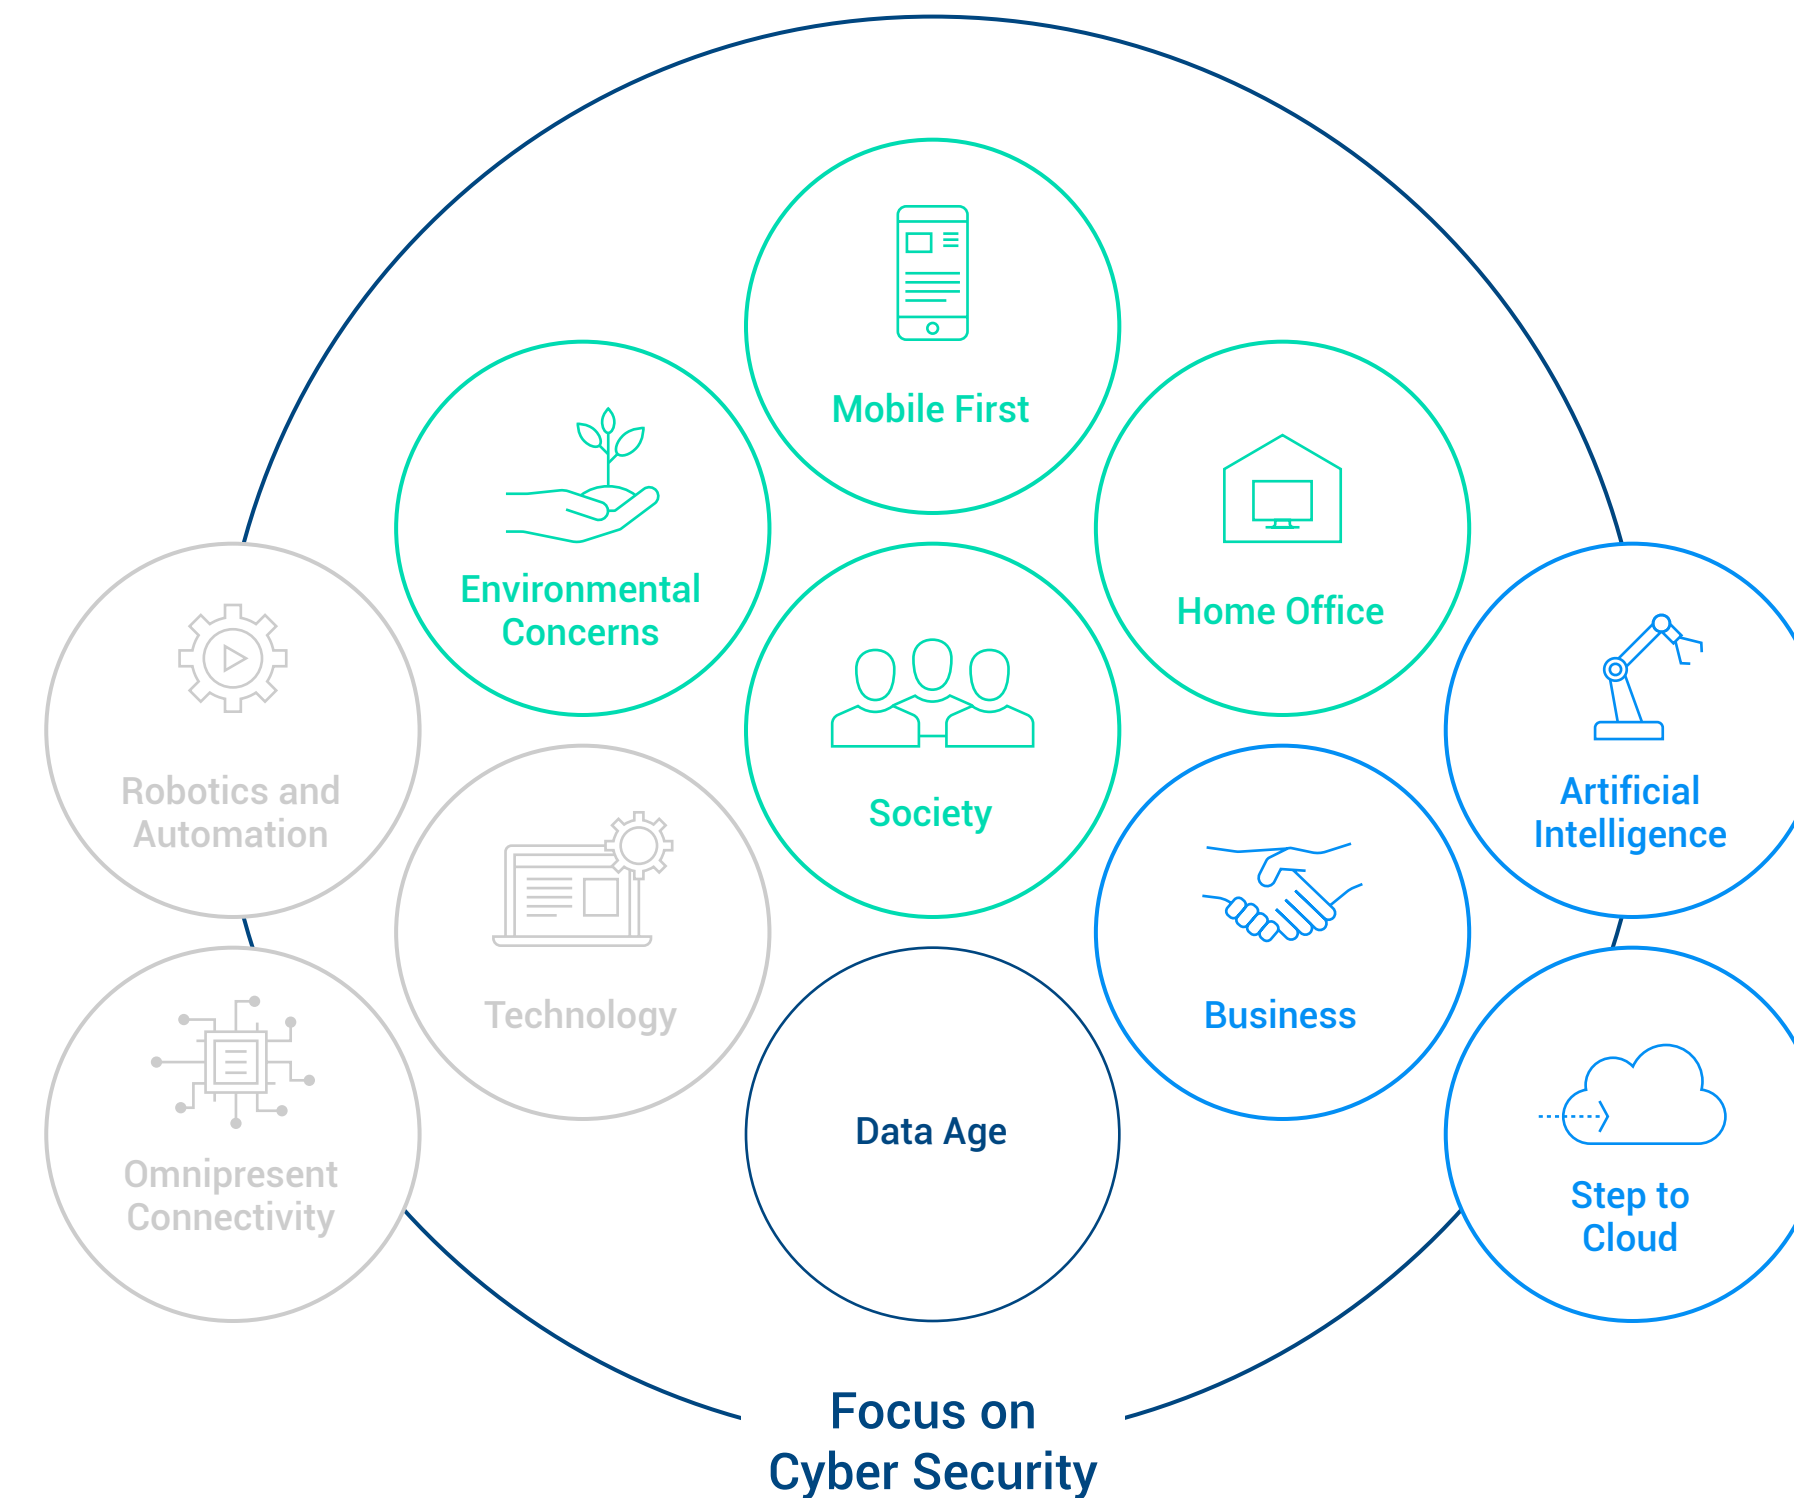 Mobile First
Environmental
Concerns
Home Office
Robotics and
Automation
Society
Artificial
Intelligence
Technology
Business
Omnipresent
Connectivity
Data Age
Step to
Cloud
Focus on
Cyber Security